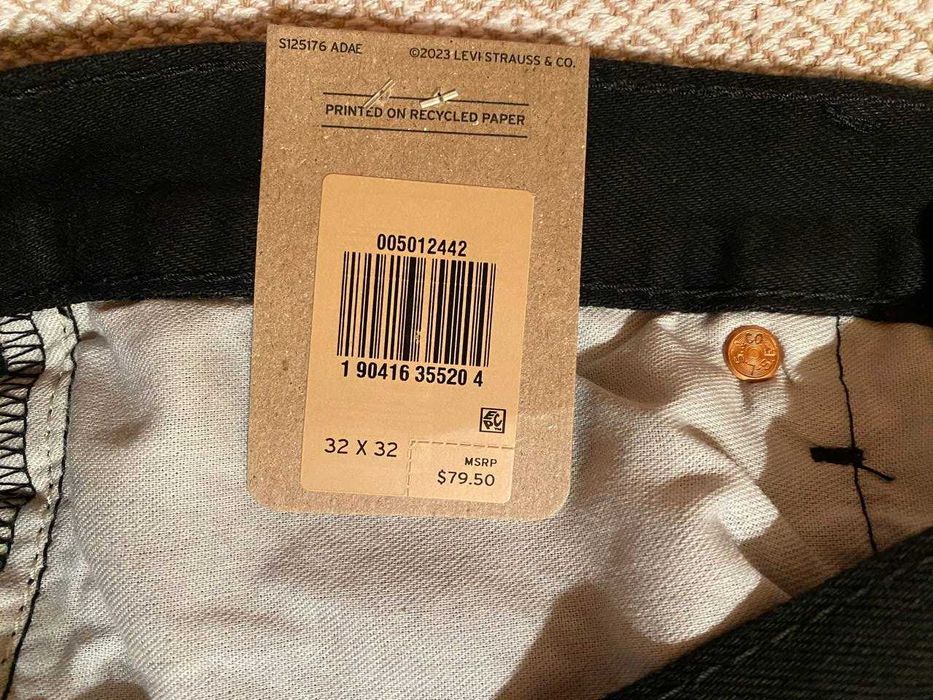 S125176 ADAE
©2023 LEVI STRAUSS & CO.
PRINTED ON RECYCLED PAPER
005012442
1 90416 35520 4
EPC
32 X 32
MSRP
$79.50